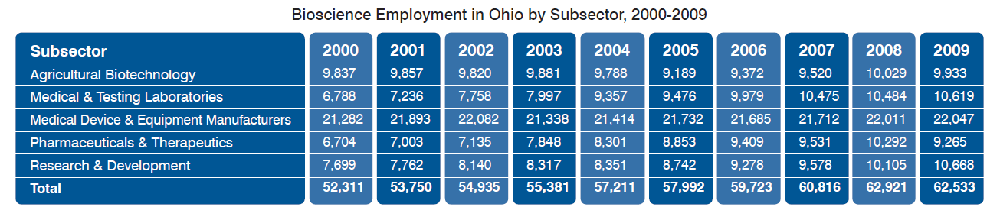 Bioscience Employment in Ohio by Subsector, 2000-2009
Subsector 2000 2001 2002 2003 2004 2005 2006 2007 2008 2009
Agricultural Biotechnology 9,837 9,857 9,820 9,881 9,788 9,189 9,372 9,520 10,029 9,933
Medical & Testing Laboratories 6,788 7,236 7,758 7,997 9,357 9,476 9,979 10,475 10,484 10,619
Medical Device & Equipment Manufacturers 21,282 21,893 22,082 21,338 21,414 21,732 21,685 21,712 22,011 22,047
Pharmaceuticals & Therapeutics 6,704 7,003 7,135 7,848 8,301 8,853 9,409 9,531 10,292 9,265
Research & Development 7,699 7,762 8,140 8,317 8,351 8,742 9,278 9,578 10,105 10,668
Total 52,311 53,750 54,935 55,381 57,211 57,992 59,723 60,816 62,921 62,533